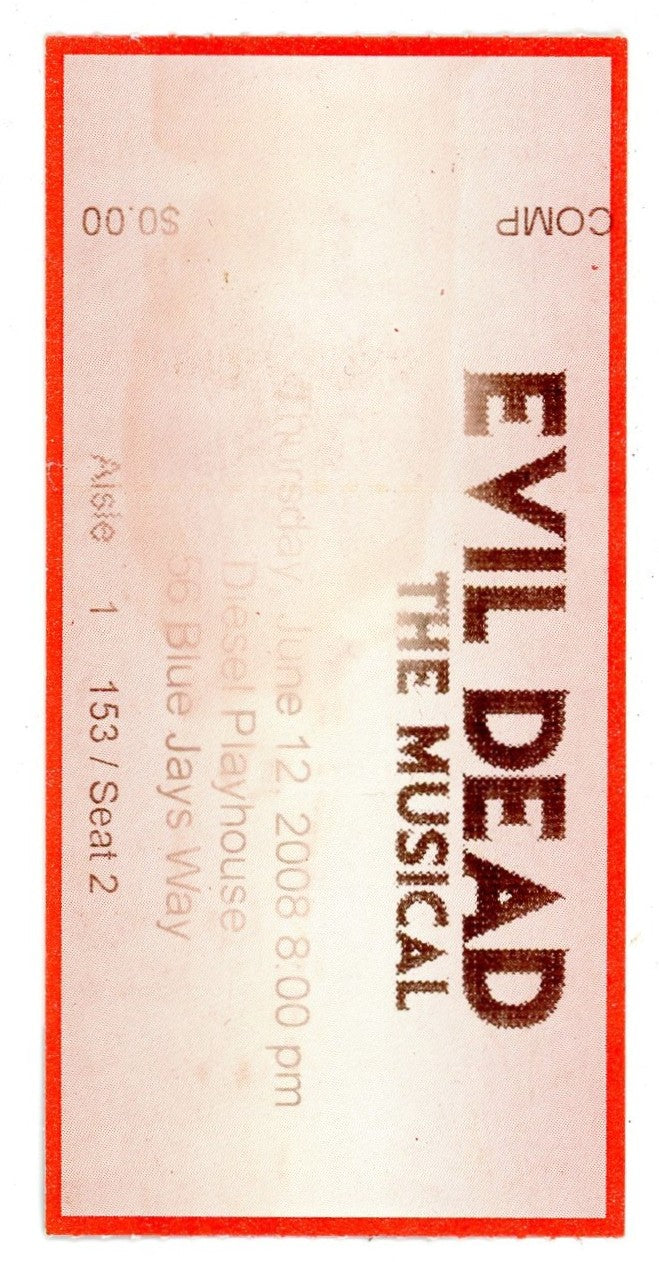 EVIL DEAD
THE MUSICAL
Thursday, June 12, 2008 8:00 pm
Diesel Playhouse
56 Blue Jays Way
Aisle 1 153 / Seat 2
COMP
$0.00